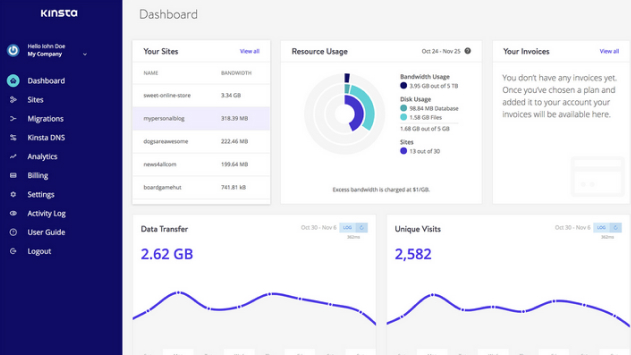 KINSTA
Dashboard
Hello John Doe
My Company
Dashboard
Sites
Migrations
Kinsta DNS
Analytics
Billing
Settings
Activity Log
User Guide
Logout
Your Sites
View all
NAME BANDWIDTH
sweet-online-store 3.34 GB
mypersonalblog 318.39 MB
dogsareawesome 222.46 MB
news4allcom 199.64 MB
boardgamehut 741.81 kB
Resource Usage
Oct 24 - Nov 25
Bandwidth Usage
3.95 GB out of 5 TB
Disk Usage
98.84 MB Database
1.58 GB Files
1.68 GB out of 5 GB
Sites
13 out of 30
Excess bandwidth is charged at $1/GB.
Your Invoices
View all
You don't have any invoices yet.
Once you've chosen a plan and
added it to your account your
invoices will be available here.
Data Transfer
Oct 30 - Nov 6
LOG
2.62 GB
Unique Visits
Oct 30 - Nov 6
LOG
2,582